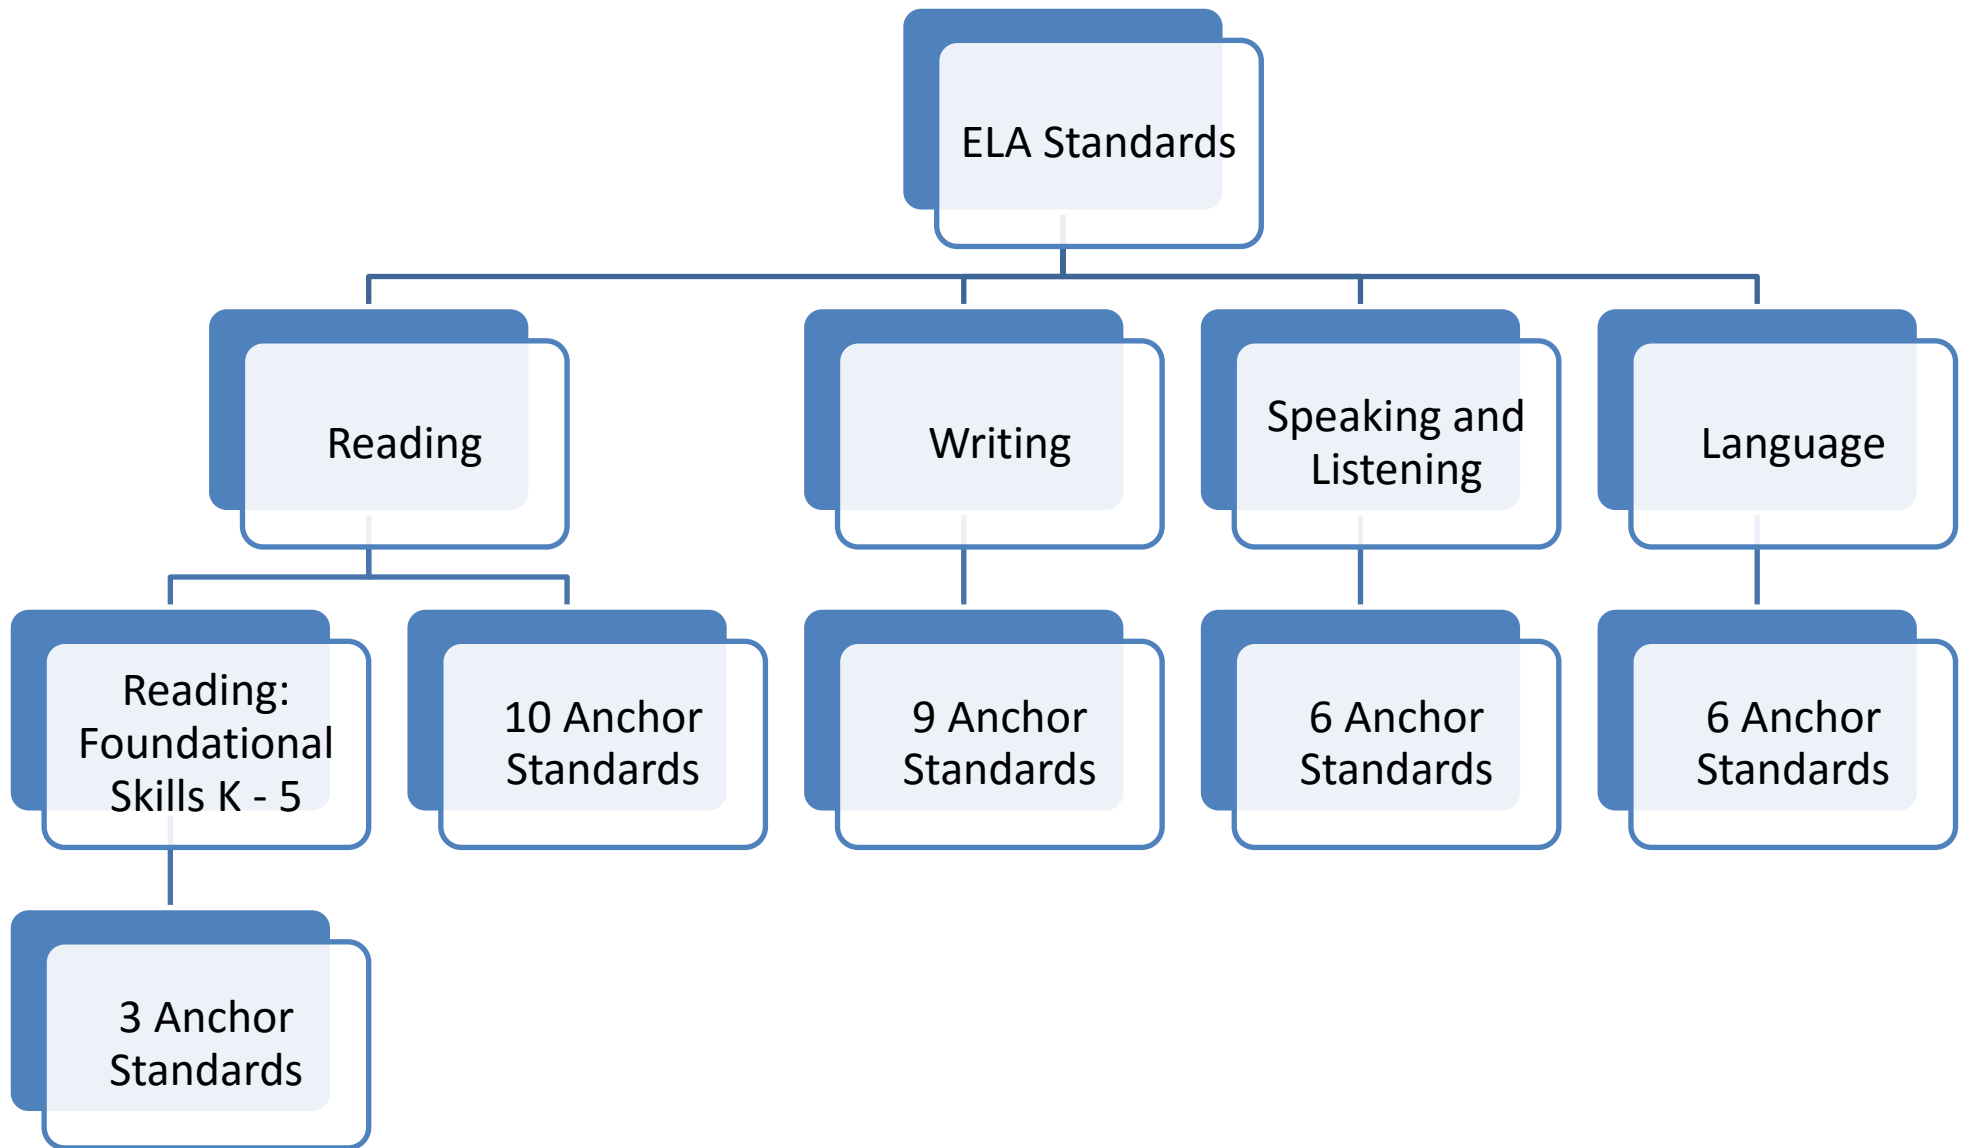 ELA Standards
Reading
Writing
Speaking and
Listening
Language
Reading:
Foundational
Skills K - 5
10 Anchor
Standards
9 Anchor
Standards
6 Anchor
Standards
6 Anchor
Standards
3 Anchor
Standards